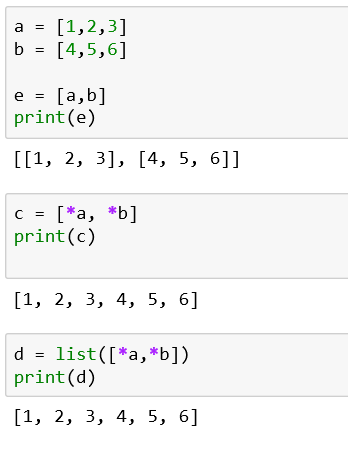 a = [1,2,3]
b = [4,5,6]
e = [a,b]
print(e)
[[1, 2, 3], [4, 5, 6]]
c = [*a, *b]
print(c)
[1, 2, 3, 4, 5, 6]
d = list([*a,*b])
print(d)
[1, 2, 3, 4, 5, 6]